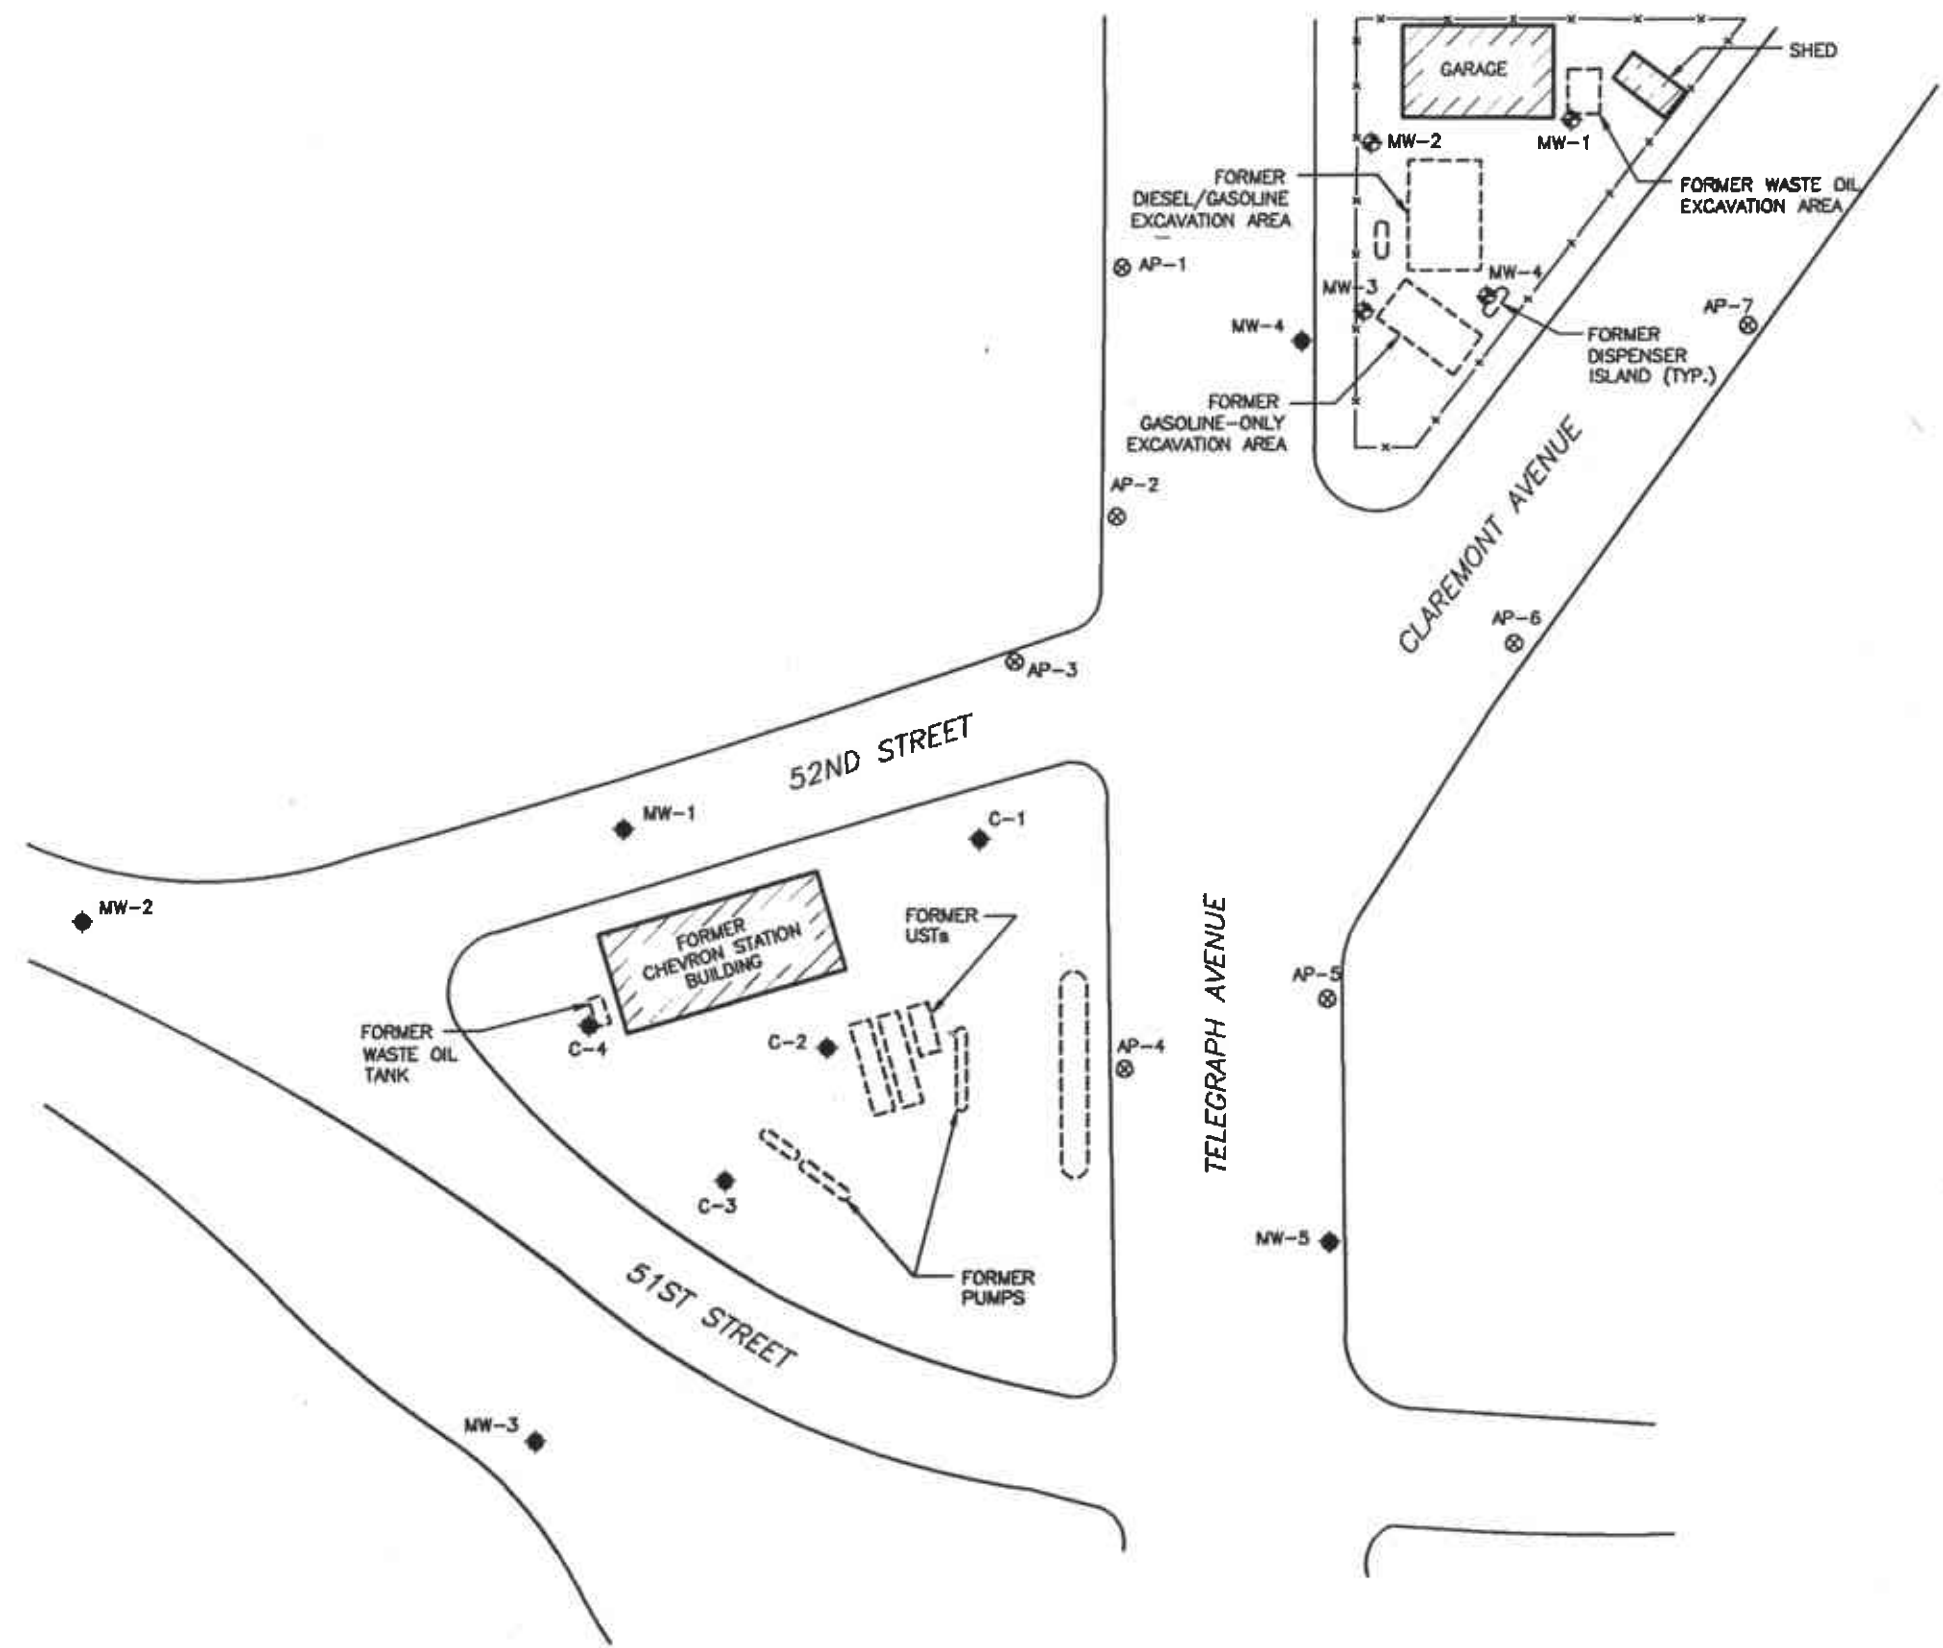 GARAGE
SHED
MW-2
MW-1
FORMER
DIESEL/GASOLINE
EXCAVATION AREA
FORMER WASTE OIL
EXCAVATION AREA
AP-1
MW-4
MW-3
AP-7
MW-4
FORMER
DISPENSER
ISLAND (TYP.)
FORMER
GASOLINE-ONLY
EXCAVATION AREA
AP-2
CLAREMONT AVENUE
AP-6
AP-3
52ND STREET
MW-1
C-1
MW-2
FORMER
USTs
FORMER
CHEVRON STATION
BUILDING
TELEGRAPH AVENUE
AP-5
FORMER
WASTE OIL
TANK
C-4
C-2
AP-4
C-3
MW-5
FORMER
PUMPS
51ST STREET
MW-3